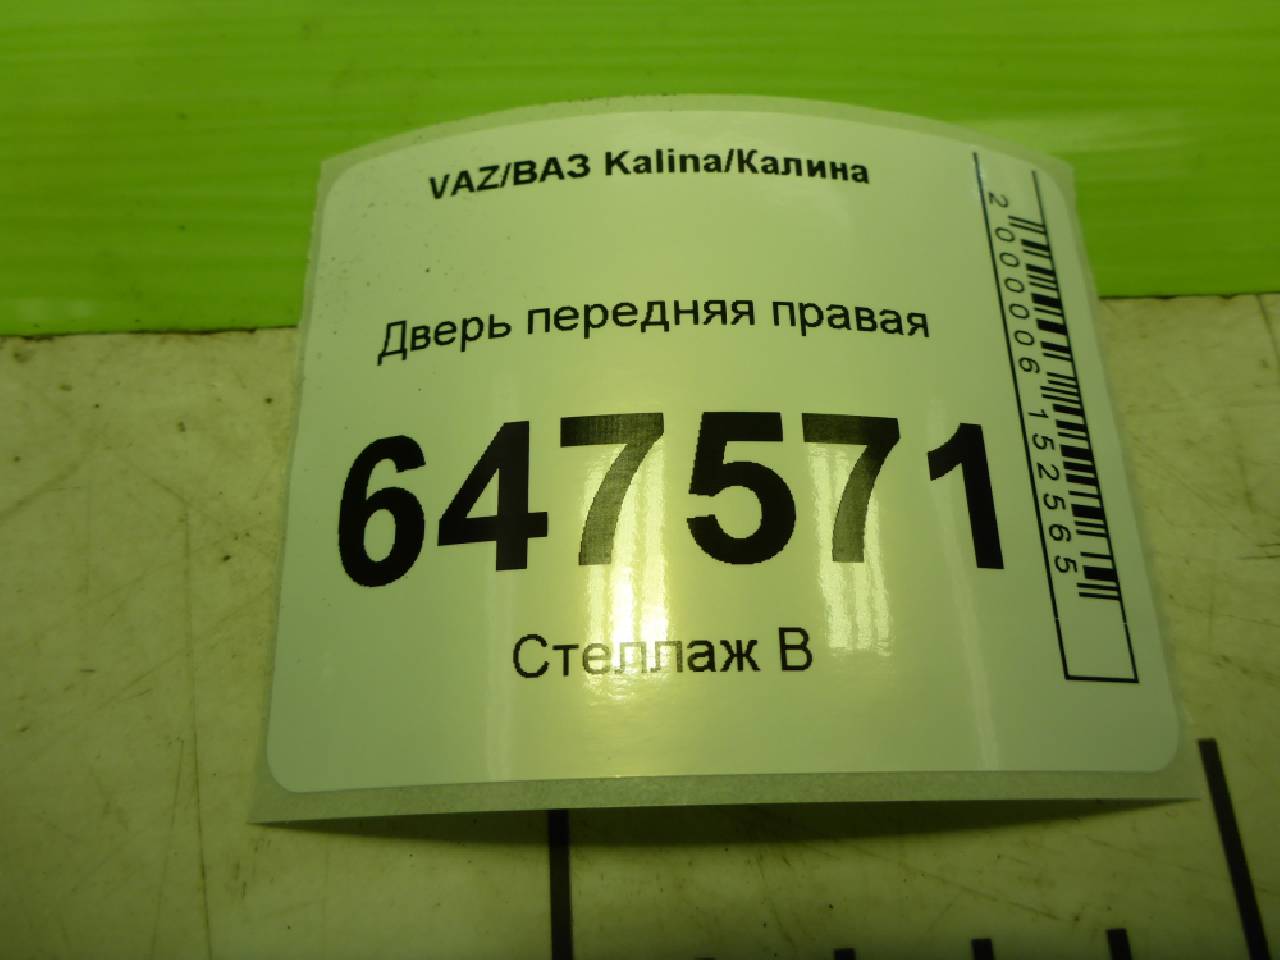 VAZ/ВАЗ Kalina/Калина
Дверь передняя правая
647571
Стеллаж В
2000006152565